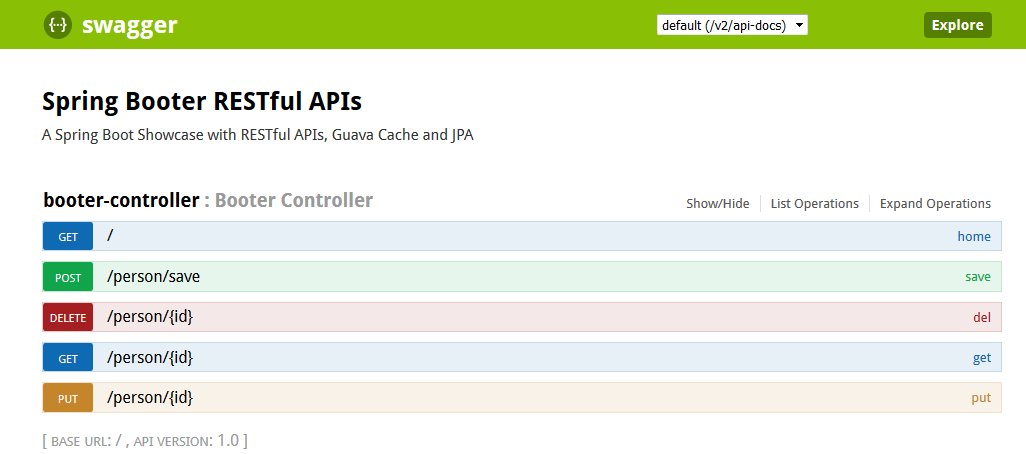 {···} swagger default (/v2/api-docs) Explore
Spring Booter RESTful APIs
A Spring Boot Showcase with RESTful APIs, Guava Cache and JPA
booter-controller : Booter Controller Show/Hide List Operations Expand Operations
GET / home
POST /person/save save
DELETE /person/{id} del
GET /person/{id} get
PUT /person/{id} put
[ BASE URL: / , API VERSION: 1.0 ]